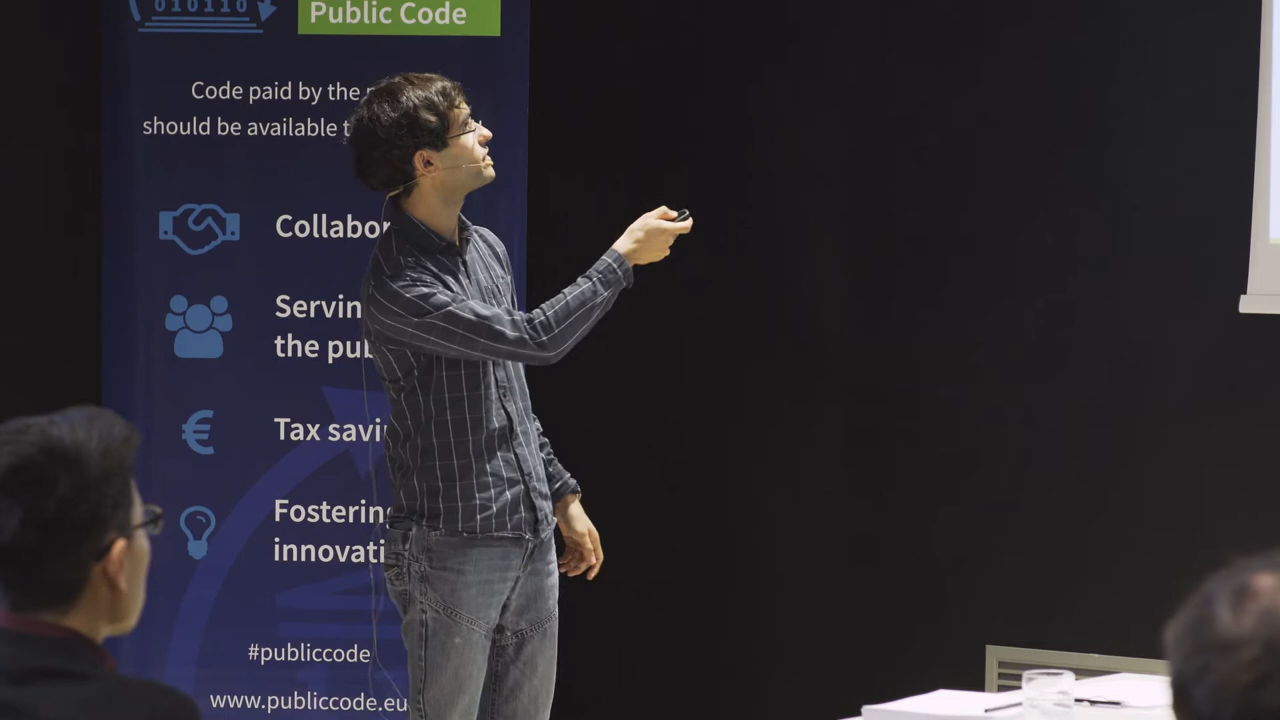 010110
Public Code
Code paid by the
should be available
Collabor
Servin
the pub
Tax savi
Fostering
innovati
#publiccode
www.publiccode.eu